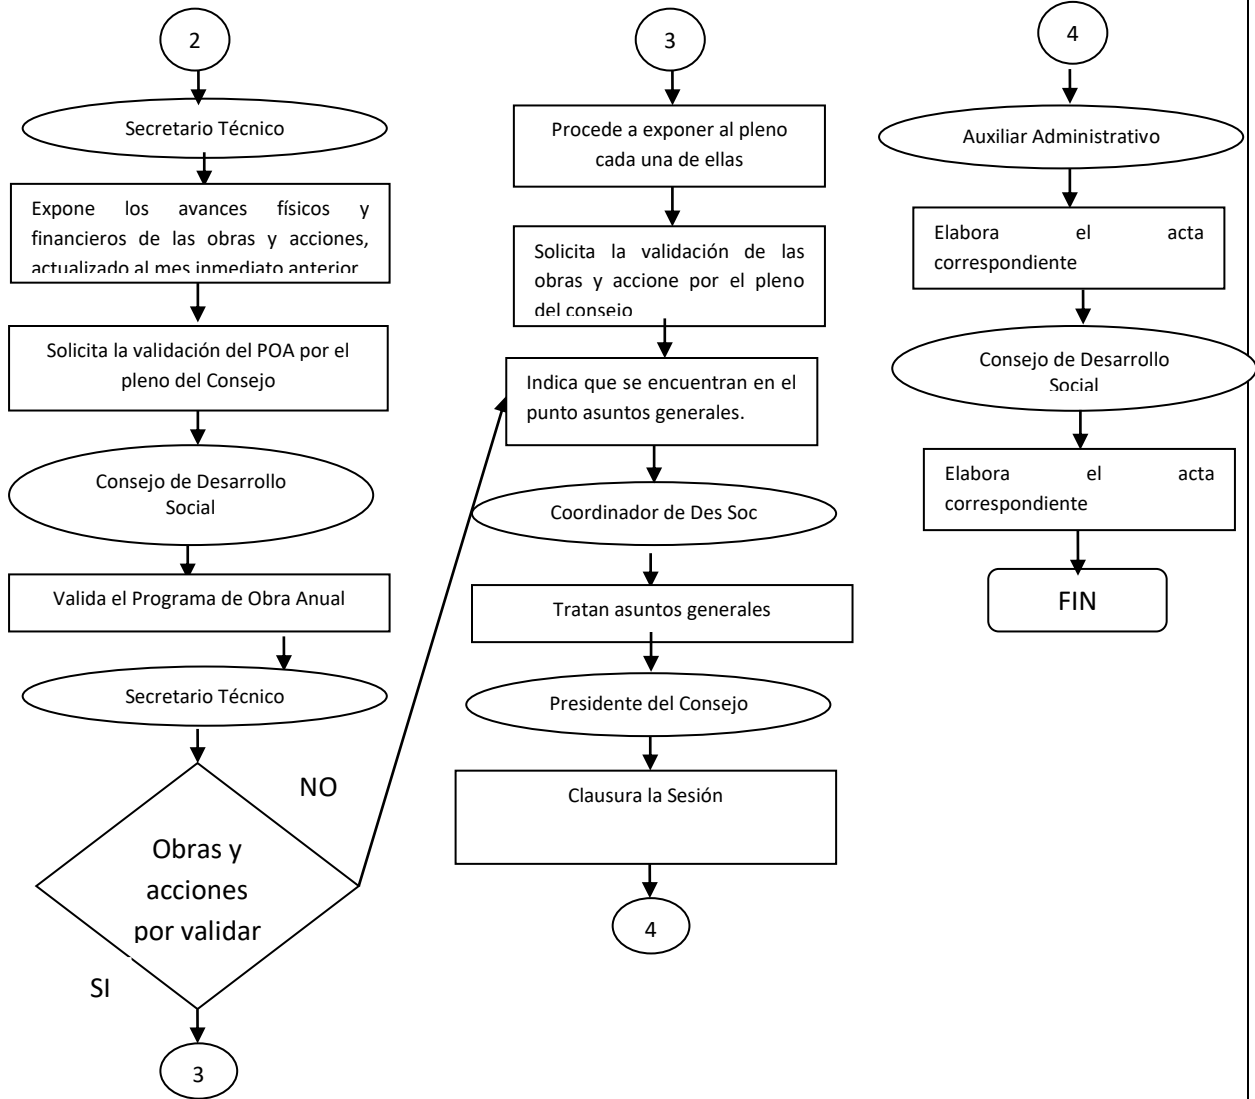 2
Secretario Técnico
Expone los avances físicos y
financieros de las obras y acciones,
actualizado al mes inmediato anterior
Solicita la validación del POA por el
pleno del Consejo
Consejo de Desarrollo
Social
Valida el Programa de Obra Anual
Secretario Técnico
NO
Obras y
acciones
por validar
SI
3
3
Procede a exponer al pleno
cada una de ellas
Solicita la validación de las
obras y accione por el pleno
del consejo
Indica que se encuentran en el
punto asuntos generales.
Coordinador de Des Soc
Tratan asuntos generales
Presidente del Consejo
Clausura la Sesión
4
4
Auxiliar Administrativo
Elabora el acta
correspondiente
Consejo de Desarrollo
Social
Elabora el acta
correspondiente
FIN